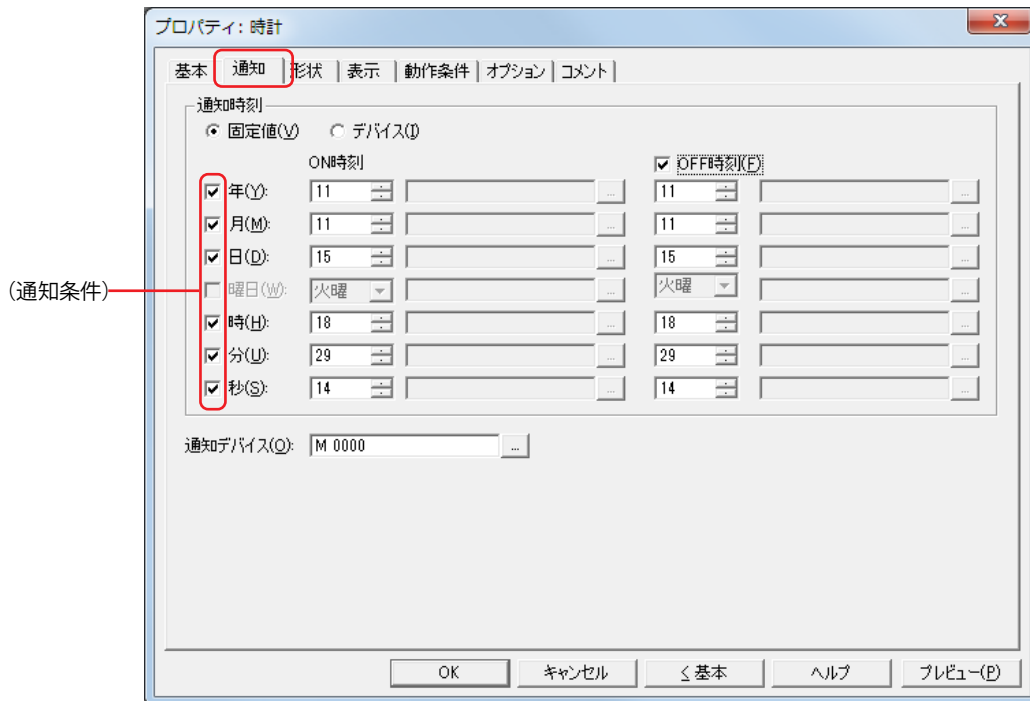 プロパティ: 時計
基本 通知 形状 表示 動作条件 オプション コメント
通知時刻
固定値(V) デバイス(I)
ON時刻 OFF時刻(F)
年(Y): 11 ... 11 ...
月(M): 11 ... 11 ...
日(D): 15 ... 15 ...
(通知条件) 曜日(W): 火曜 ... 火曜 ...
時(H): 18 ... 18 ...
分(U): 29 ... 29 ...
秒(S): 14 ... 14 ...
通知デバイス(O): M 0000 ...
OK キャンセル < 基本 ヘルプ プレビュー(P)